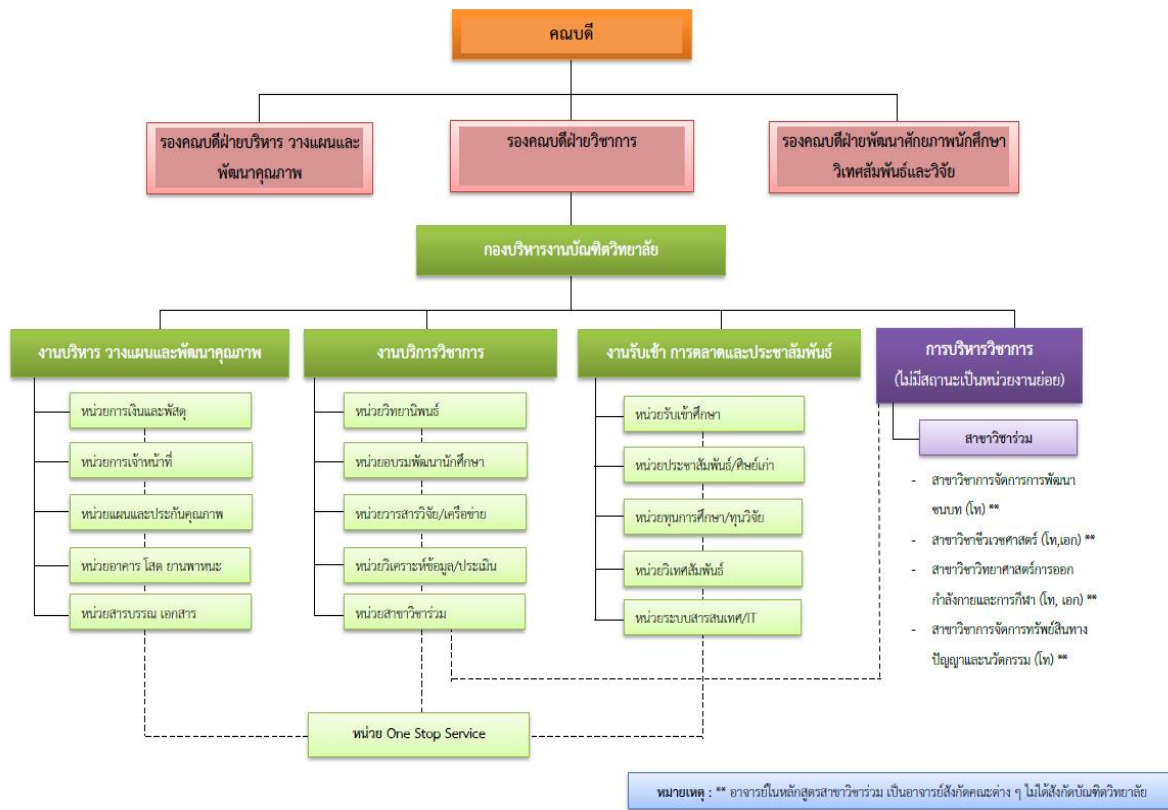 คณบดี
รองคณบดีฝ่ายบริหาร วางแผนและ
พัฒนาคุณภาพ
รองคณบดีฝ่ายวิชาการ
รองคณบดีฝ่ายพัฒนาศักยภาพนักศึกษา
วิเทศสัมพันธ์และวิจัย
กองบริหารงานบัณฑิตวิทยาลัย
งานบริหาร วางแผนและพัฒนาคุณภาพ
หน่วยการเงินและพัสดุ
หน่วยการเจ้าหน้าที่
หน่วยแผนและประกันคุณภาพ
หน่วยอาคาร โสต ยานพาหนะ
หน่วยสารบรรณ เอกสาร
งานบริการวิชาการ
หน่วยวิทยานิพนธ์
หน่วยอบรมพัฒนานักศึกษา
หน่วยวารสารวิจัย/เครือข่าย
หน่วยวิเคราะห์ข้อมูล/ประเมิน
หน่วยสาขาวิชาร่วม
งานรับเข้า การตลาดและประชาสัมพันธ์
หน่วยรับเข้าศึกษา
หน่วยประชาสัมพันธ์/ศิษย์เก่า
หน่วยทุนการศึกษา/ทุนวิจัย
หน่วยวิเทศสัมพันธ์
หน่วยระบบสารสนเทศ/IT
การบริหารวิชาการ
(ไม่มีสถานะเป็นหน่วยงานย่อย)
สาขาวิชาร่วม
- สาขาวิชาการจัดการการพัฒนา
ชนบท (โท) **
- สาขาวิชาชีวเวชศาสตร์ (โท,เอก) **
- สาขาวิชาวิทยาศาสตร์การออก
กำลังกายและการกีฬา (โท, เอก) **
- สาขาวิชาการจัดการทรัพย์สินทาง
ปัญญาและนวัตกรรม (โท) **
หน่วย One Stop Service
หมายเหตุ : ** อาจารย์ในหลักสูตรสาขาวิชาร่วม เป็นอาจารย์สังกัดคณะต่าง ๆ ไม่ได้สังกัดบัณฑิตวิทยาลัย